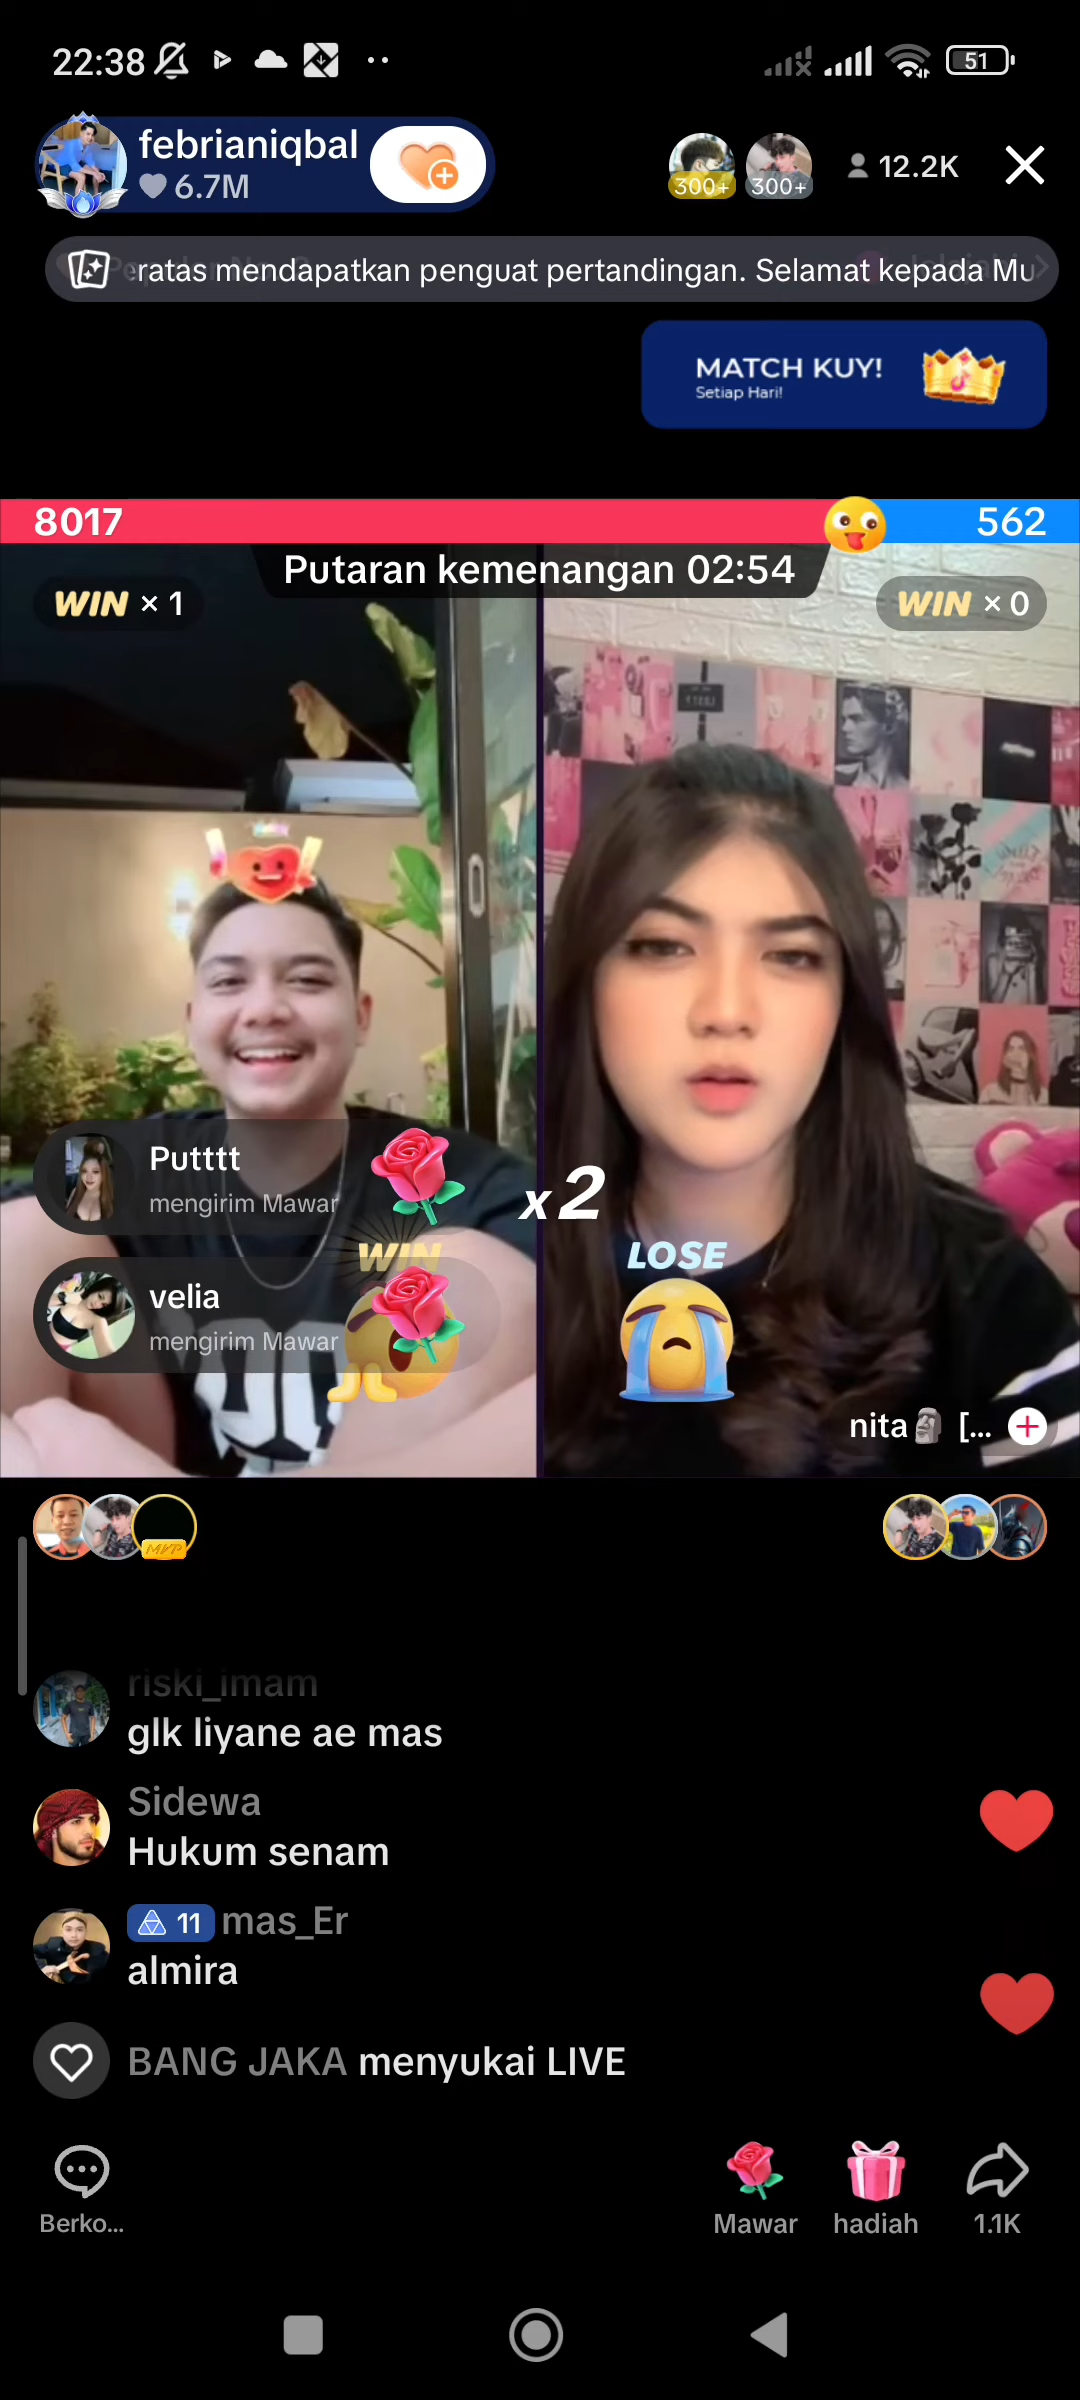 22:38
51
febrianiqbal
6.7M
300+
300+
12.2K
ratas mendapatkan penguat pertandingan. Selamat kepada Mu
MATCH KUY!
Setiap Hari!
8017
562
Putaran kemenangan 02:54
WIN × 1
WIN × 0
Putttt
mengirim Mawar
x2
WIN
LOSE
velia
mengirim Mawar
nita🗿 [...
MVP
riski_imam
glk liyane ae mas
Sidewa
Hukum senam
11 mas_Er
almira
BANG JAKA menyukai LIVE
Berko...
Mawar
hadiah
1.1K